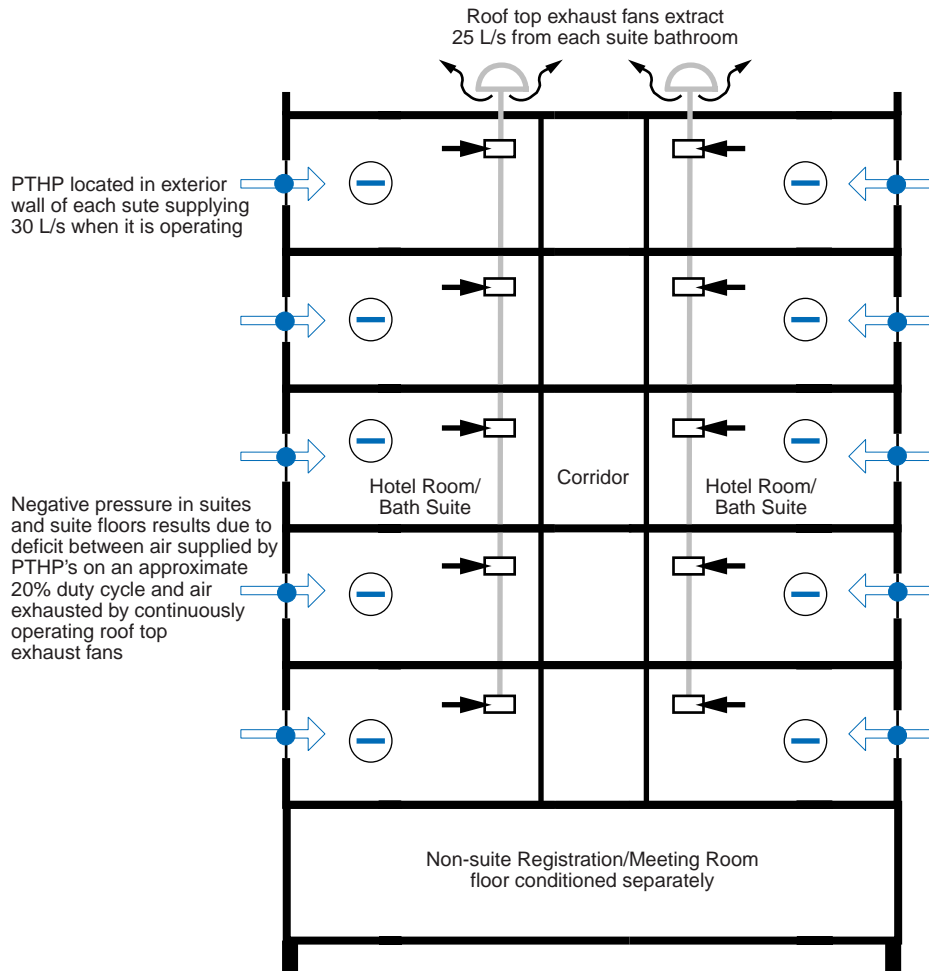 Roof top exhaust fans extract
25 L/s from each suite bathroom
PTHP located in exterior
wall of each sute supplying
30 L/s when it is operating
Hotel Room/
Bath Suite
Corridor
Hotel Room/
Bath Suite
Negative pressure in suites
and suite floors results due to
deficit between air supplied by
PTHP's on an approximate
20% duty cycle and air
exhausted by continuously
operating roof top
exhaust fans
Non-suite Registration/Meeting Room
floor conditioned separately